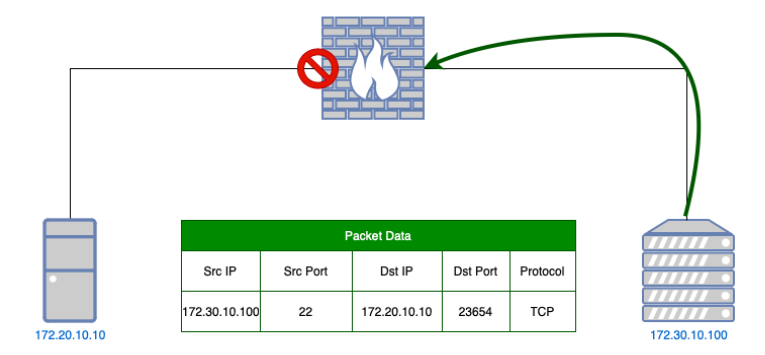 Packet Data
Src IP Src Port Dst IP Dst Port Protocol
172.30.10.100 22 172.20.10.10 23654 TCP
172.20.10.10 172.30.10.100